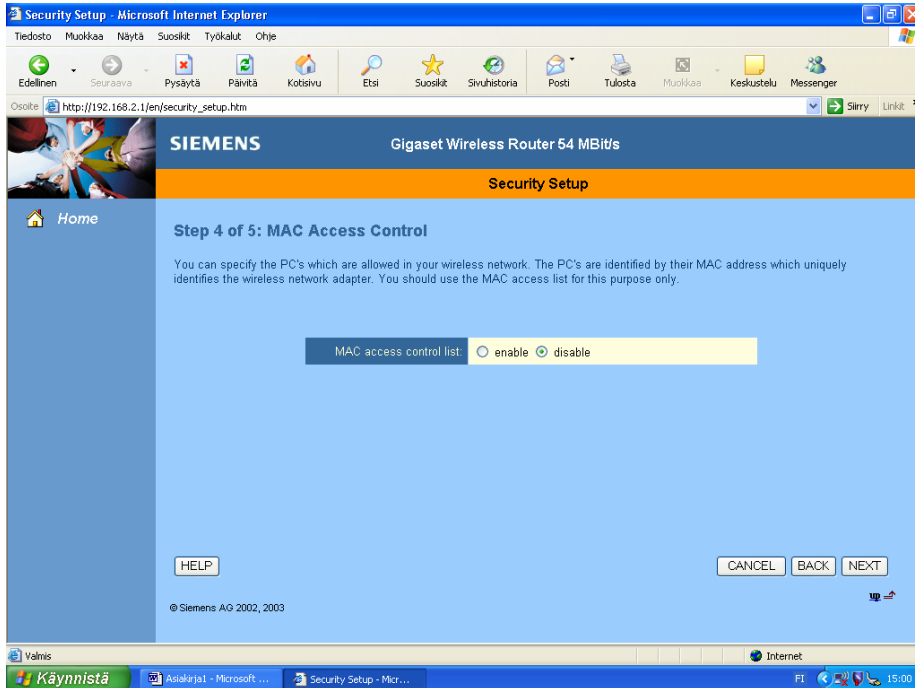 Security Setup - Microsoft Internet Explorer
Tiedosto Muokkaa Näytä Suosikit Työkalut Ohje
Edellinen Seuraava Pysäytä Päivitä Kotisivu Etsi Suosikit Sivuhistoria Posti Tulosta Muokkaa Keskustelu Messenger
Osoite http://192.168.2.1/en/security_setup.htm Siirry Linkit
SIEMENS Gigaset Wireless Router 54 MBit/s
Security Setup
Home
Step 4 of 5: MAC Access Control
You can specify the PC's which are allowed in your wireless network. The PC's are identified by their MAC address which uniquely
identifies the wireless network adapter. You should use the MAC access list for this purpose only.
MAC access control list: enable disable
HELP CANCEL BACK NEXT
up
© Siemens AG 2002, 2003
Valmis Internet
Käynnistä Asiakirja1 - Microsoft ... Security Setup - Micr... FI 15:00